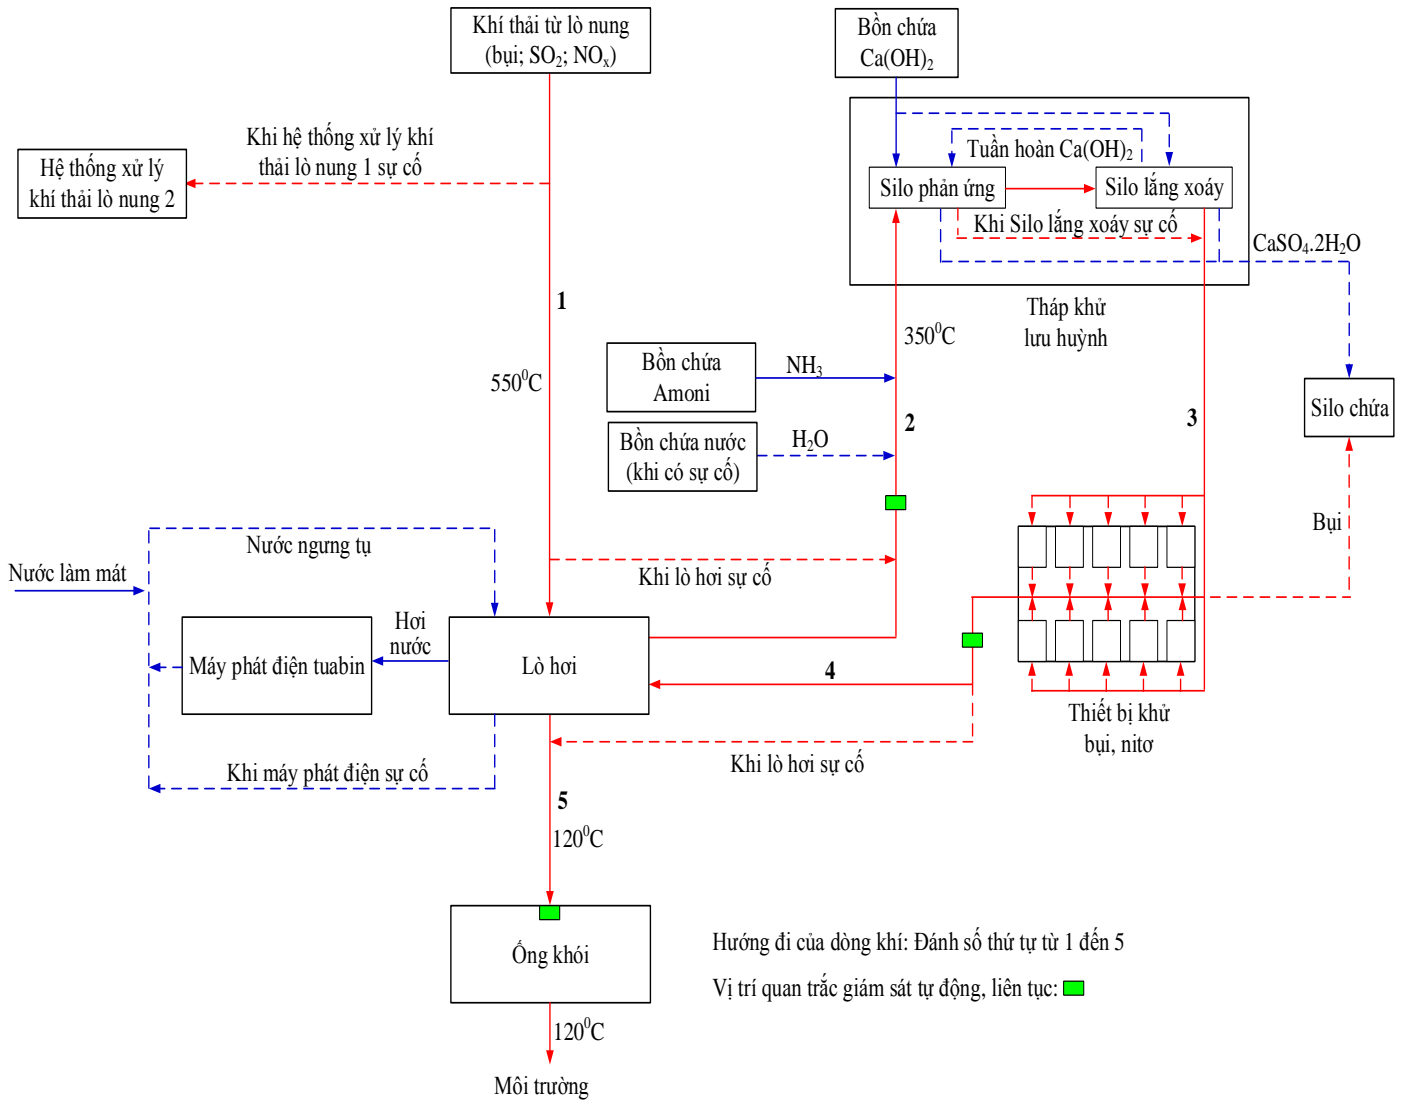 Khí thải từ lò nung
(bụi; SO₂; NOₓ)
Bồn chứa
Ca(OH)₂
Khi hệ thống xử lý khí
thải lò nung 1 sự cố
Hệ thống xử lý
khí thải lò nung 2
Tuần hoàn Ca(OH)₂
Silo phản ứng
Silo lắng xoáy
Khi Silo lắng xoáy sự cố
CaSO₄.2H₂O
Tháp khử
lưu huỳnh
1
350⁰C
550⁰C
Bồn chứa
Amoni
NH₃
2
3
Silo chứa
Bồn chứa nước
(khi có sự cố)
H₂O
Bụi
Nước ngưng tụ
Nước làm mát
Khi lò hơi sự cố
Hơi
nước
Máy phát điện tuabin
Lò hơi
4
Thiết bị khử
bụi, nitơ
Khi máy phát điện sự cố
Khi lò hơi sự cố
5
120⁰C
Ống khói
Hướng đi của dòng khí: Đánh số thứ tự từ 1 đến 5
Vị trí quan trắc giám sát tự động, liên tục:
120⁰C
Môi trường